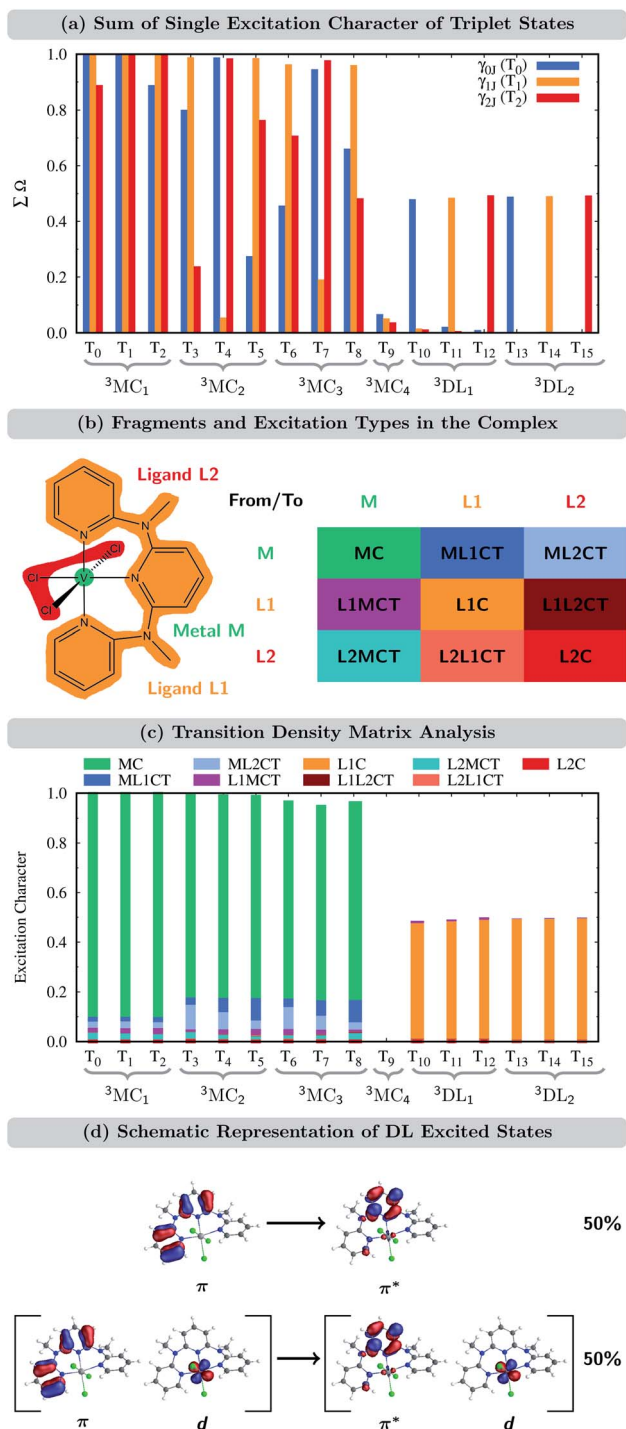 (a) Sum of Single Excitation Character of Triplet States
1.0
0.8
0.6
0.4
0.2
0.0
Σ Ω
γ0J (T0)
γ1J (T1)
γ2J (T2)
T0 T1 T2 T3 T4 T5 T6 T7 T8 T9 T10 T11 T12 T13 T14 T15
3MC1 3MC2 3MC3 3MC4 3DL1 3DL2
(b) Fragments and Excitation Types in the Complex
Ligand L2
From/To M L1 L2
M MC ML1CT ML2CT
L1 L1MCT L1C L1L2CT
L2 L2MCT L2L1CT L2C
N
N
Cl
Cl
V
N
Cl
N
N
Metal M
Ligand L1
(c) Transition Density Matrix Analysis
MC ML2CT L1C L2MCT L2C
ML1CT L1MCT L1L2CT L2L1CT
1.0
0.8
0.6
0.4
0.2
0.0
Excitation Character
T0 T1 T2 T3 T4 T5 T6 T7 T8 T9 T10 T11 T12 T13 T14 T15
3MC1 3MC2 3MC3 3MC4 3DL1 3DL2
(d) Schematic Representation of DL Excited States
50%
π π*
50%
π d π* d